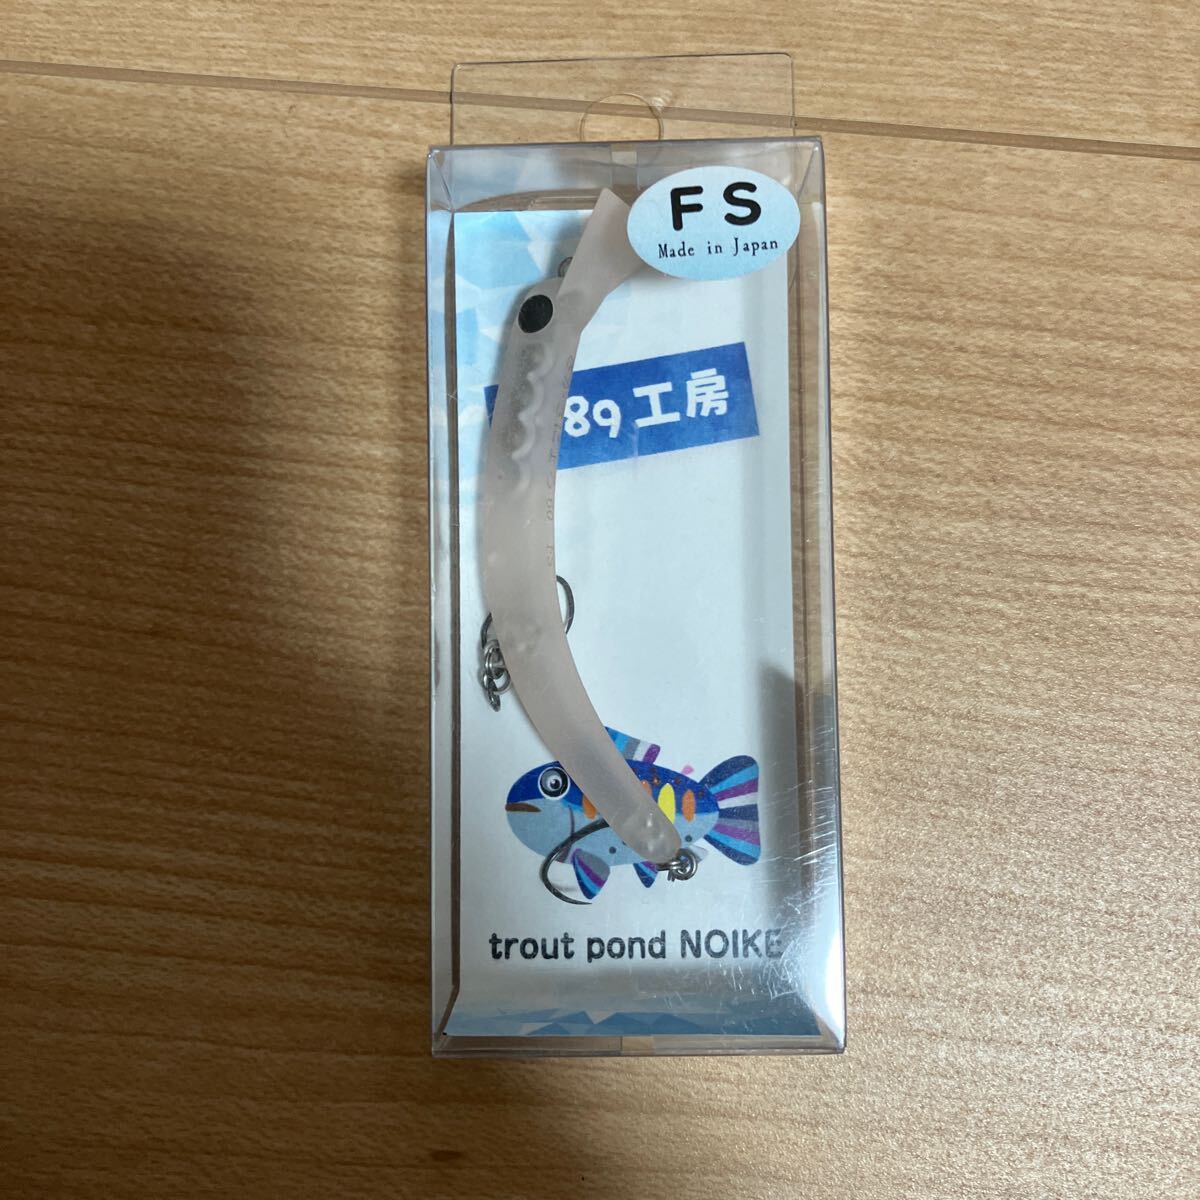 FS
Made in Japan
89工房
trout pond NOIKE